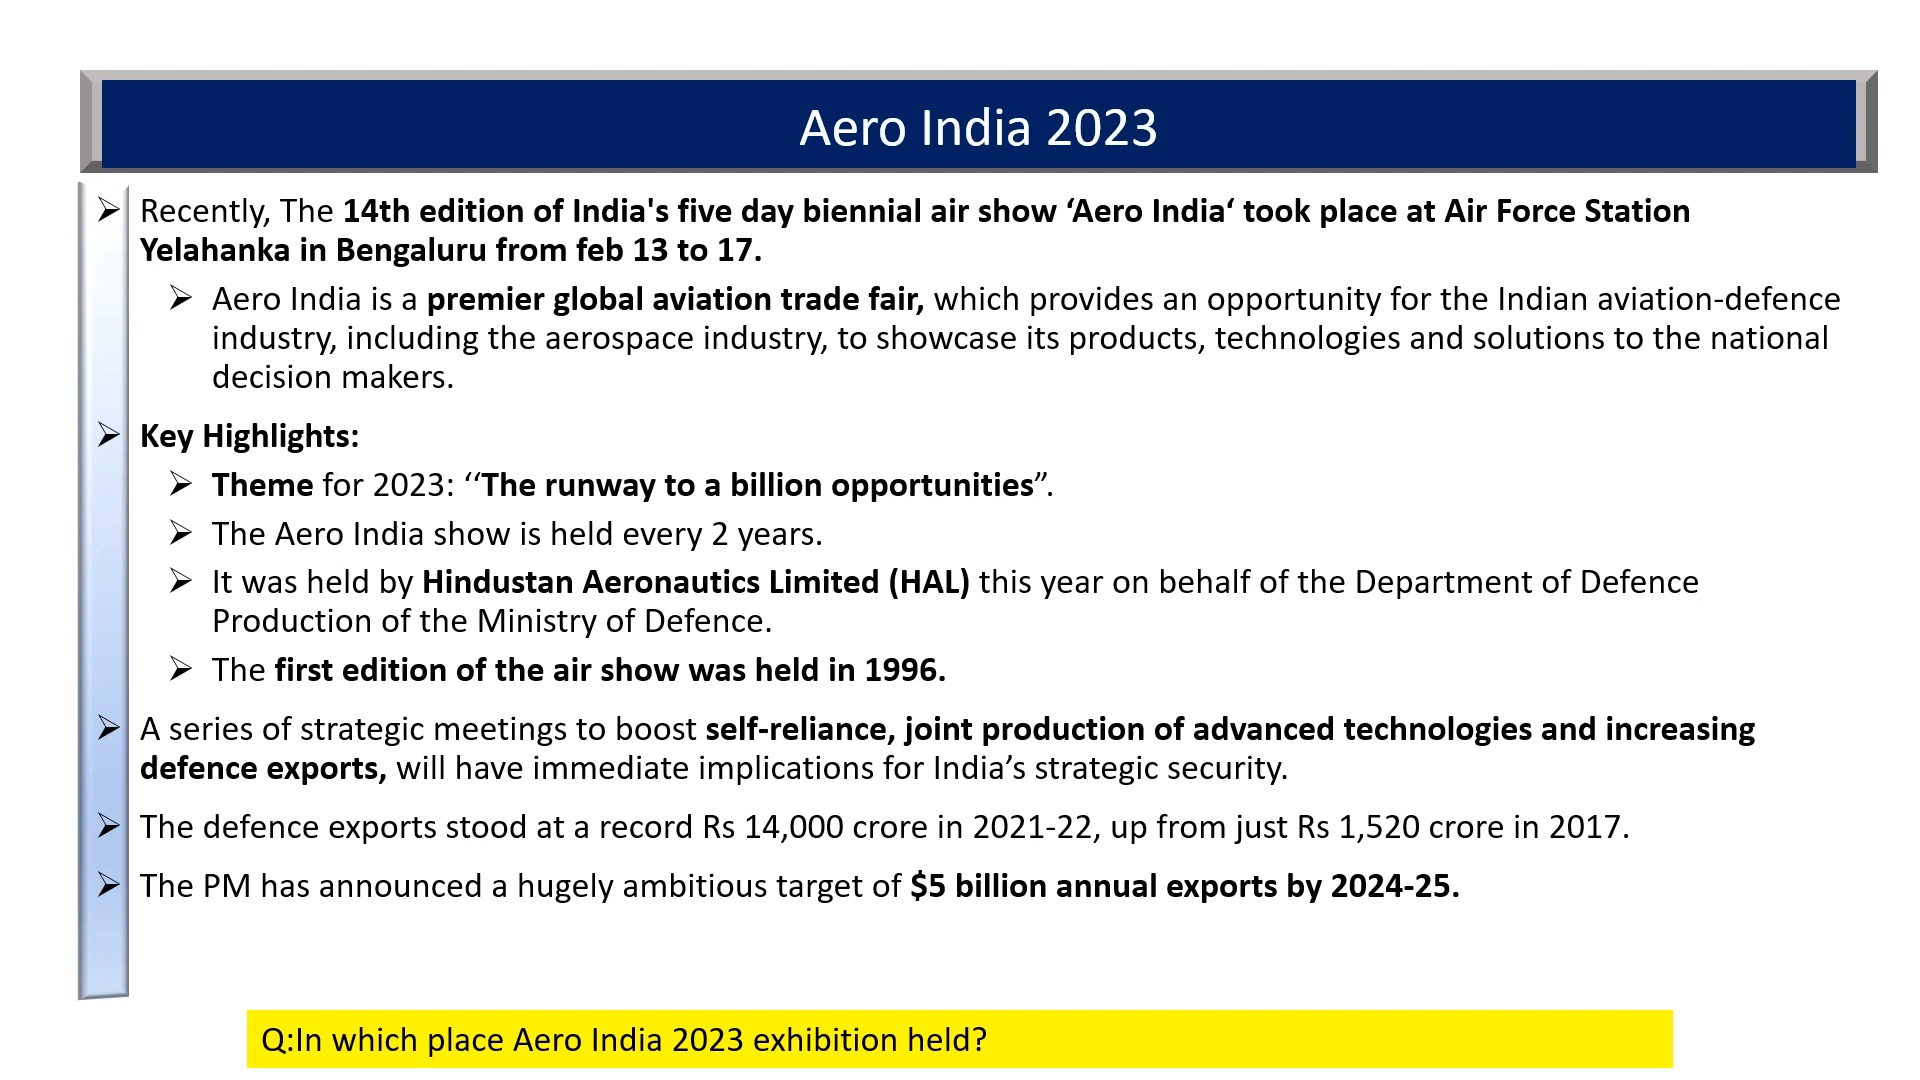 Aero India 2023
➢ Recently, The 14th edition of India's five day biennial air show ‘Aero India‘ took place at Air Force Station
Yelahanka in Bengaluru from feb 13 to 17.
➢ Aero India is a premier global aviation trade fair, which provides an opportunity for the Indian aviation-defence
industry, including the aerospace industry, to showcase its products, technologies and solutions to the national
decision makers.
➢ Key Highlights:
➢ Theme for 2023: ‘‘The runway to a billion opportunities”.
➢ The Aero India show is held every 2 years.
➢ It was held by Hindustan Aeronautics Limited (HAL) this year on behalf of the Department of Defence
Production of the Ministry of Defence.
➢ The first edition of the air show was held in 1996.
➢ A series of strategic meetings to boost self-reliance, joint production of advanced technologies and increasing
defence exports, will have immediate implications for India’s strategic security.
➢ The defence exports stood at a record Rs 14,000 crore in 2021-22, up from just Rs 1,520 crore in 2017.
➢ The PM has announced a hugely ambitious target of $5 billion annual exports by 2024-25.
Q:In which place Aero India 2023 exhibition held?